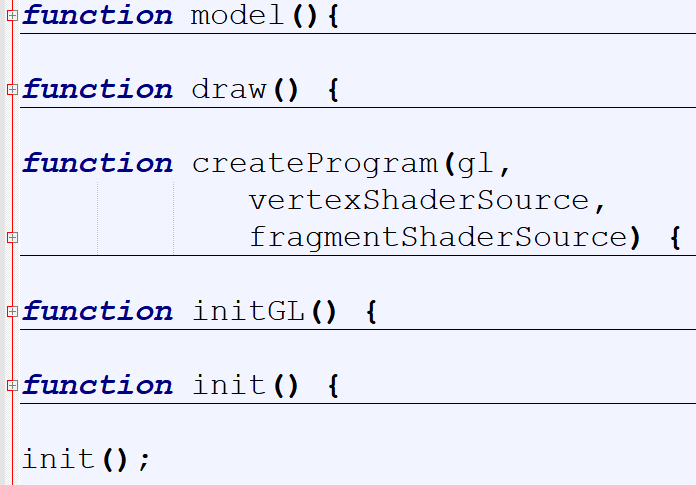 function model(){
function draw() {
function createProgram(gl,
vertexShaderSource,
fragmentShaderSource) {
function initGL() {
function init() {
init();